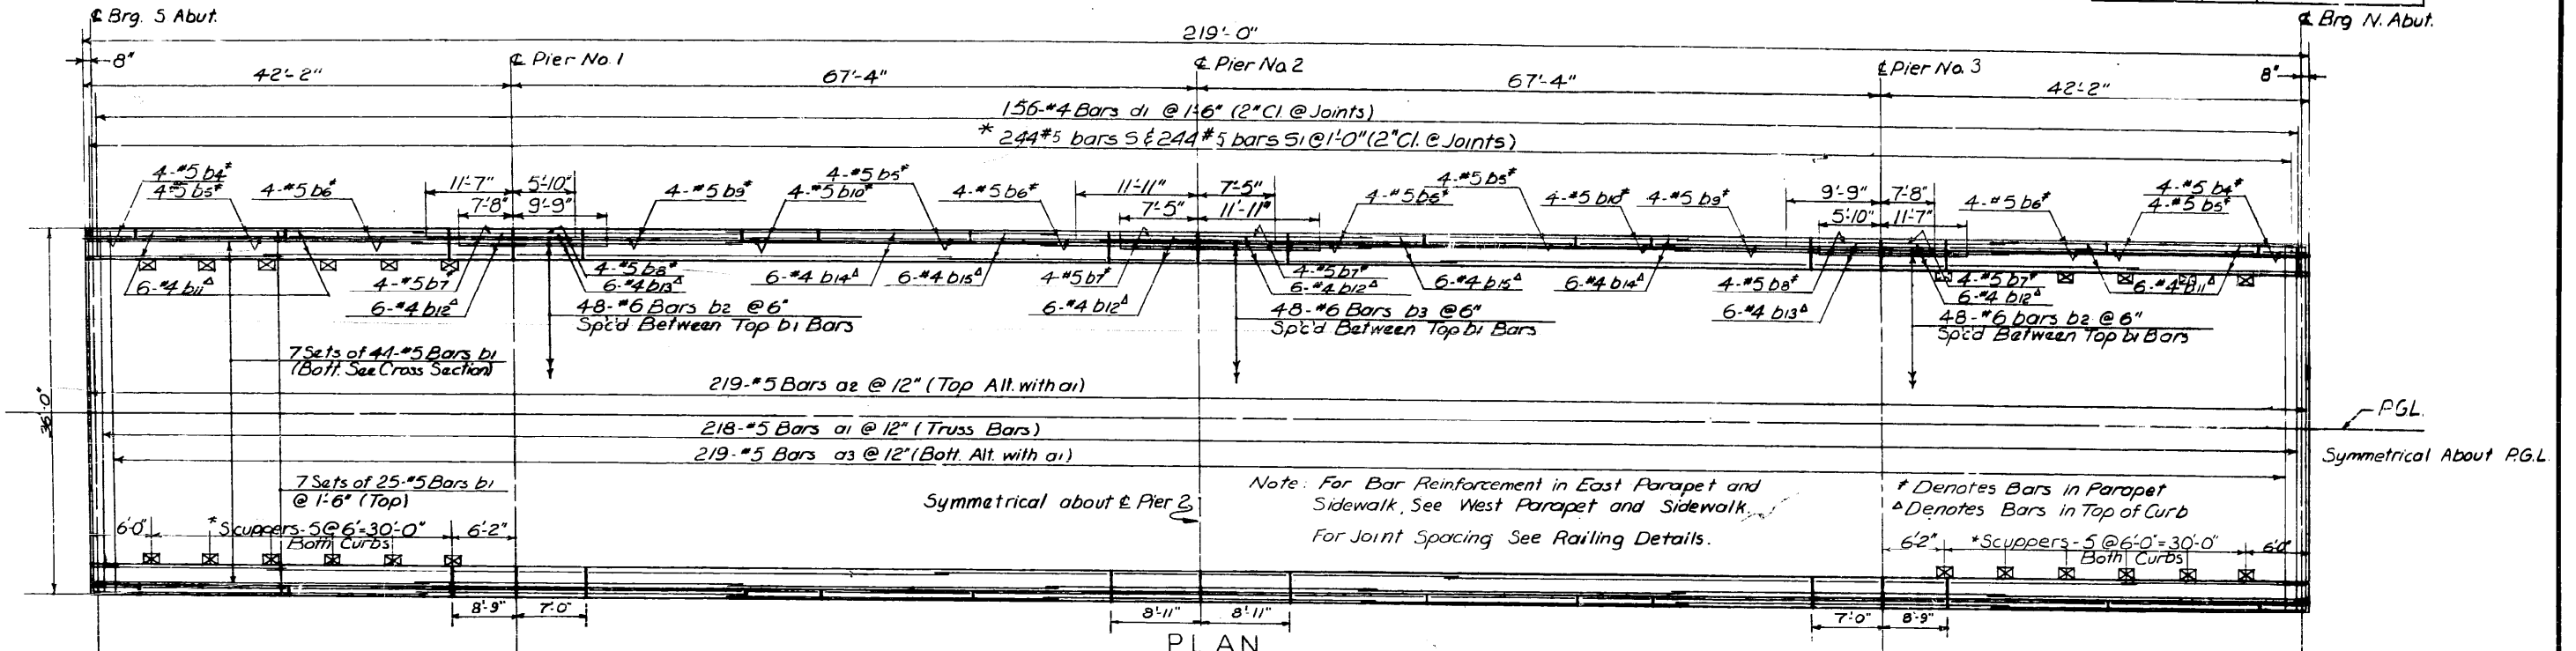 ℄ Brg. S Abut.
℄ Brg N. Abut.
219'-0"
8"
42'-2"
℄ Pier No. 1
67'-4"
℄ Pier No. 2
67'-4"
℄ Pier No. 3
42'-2"
8"
156-#4 Bars d1 @ 1'-6" (2" Cl. @ Joints)
* 244 #5 bars S & 244 #5 bars S1 @ 1'-0" (2" Cl. @ Joints)
4-#5 b4‡
4-#5 b5‡
4-#5 b6‡
11'-7"
5'-10"
7'-8"
9'-9"
4-#5 b9‡
4-#5 b5‡
4-#5 b10‡
4-#5 b6‡
11'-11"
7'-5"
7'-5"
11'-11"
4-#5 b6‡
4-#5 b5‡
4-#5 b10‡
4-#5 b9‡
9'-9"
7'-8"
5'-10"
11'-7"
4-#5 b6‡
4-#5 b4‡
4-#5 b5‡
6-#4 b11Δ
4-#5 b7‡
6-#4 b12Δ
4-#5 b8‡
6-#4 b13Δ
48-#6 Bars b2 @ 6"
Spc'd Between Top b1 Bars
6-#4 b14Δ
6-#4 b15Δ
4-#5 b7‡
6-#4 b12Δ
4-#5 b7‡
6-#4 b12Δ
48-#6 Bars b3 @ 6"
Spc'd Between Top b1 Bars
6-#4 b15Δ
6-#4 b14Δ
4-#5 b8‡
6-#4 b13Δ
4-#5 b7‡
6-#4 b12Δ
48-#6 bars b2 @ 6"
Spc'd Between Top b1 Bars
6-#4 b11Δ
7 Sets of 44-#5 Bars b1
(Bott. See Cross Section)
219-#5 Bars a2 @ 12" (Top Alt. with a1)
36'-0"
P.G.L.
218-#5 Bars a1 @ 12" (Truss Bars)
219-#5 Bars a3 @ 12" (Bott. Alt. with a1)
Symmetrical About P.G.L.
7 Sets of 25-#5 Bars b1
@ 1'-6" (Top)
Symmetrical about ℄ Pier 2
Note: For Bar Reinforcement in East Parapet and
Sidewalk, See West Parapet and Sidewalk.
For Joint Spacing See Railing Details.
‡ Denotes Bars in Parapet
Δ Denotes Bars in Top of Curb
6'-0"
*Scuppers-5@6'=30'-0"
Both Curbs
6'-2"
6'-2"
*Scuppers-5@6'-0"=30'-0"
Both Curbs
6'-0"
8'-9"
7'-0"
8'-11"
8'-11"
7'-0"
8'-9"
PLAN